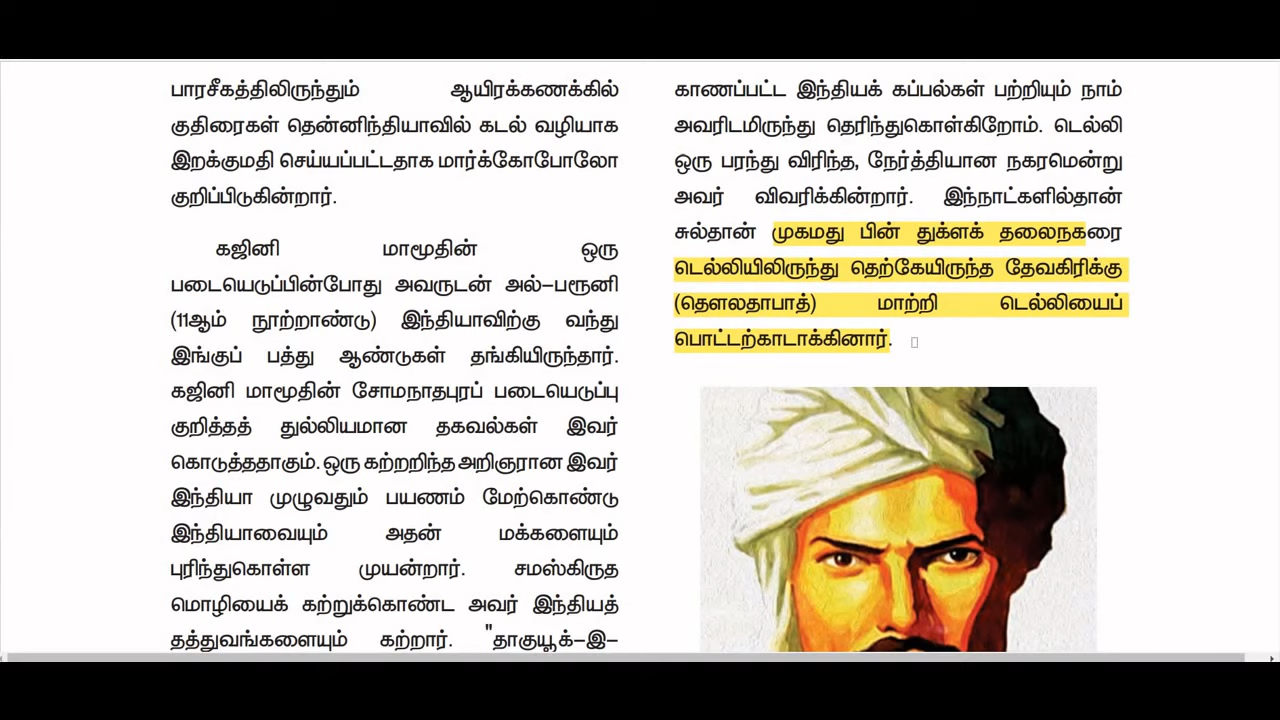 பாரசீகத்திலிருந்தும் ஆயிரக்கணக்கில்
குதிரைகள் தென்னிந்தியாவில் கடல் வழியாக
இறக்குமதி செய்யப்பட்டதாக மார்க்கோபோலோ
குறிப்பிடுகின்றார்.
கஜினி மாமூதின் ஒரு
படையெடுப்பின்போது அவருடன் அல்–பரூனி
(11ஆம் நூற்றாண்டு) இந்தியாவிற்கு வந்து
இங்குப் பத்து ஆண்டுகள் தங்கியிருந்தார்.
கஜினி மாமூதின் சோமநாதபுரப் படையெடுப்பு
குறித்தத் துல்லியமான தகவல்கள் இவர்
கொடுத்ததாகும். ஒரு கற்றறிந்த அறிஞரான இவர்
இந்தியா முழுவதும் பயணம் மேற்கொண்டு
இந்தியாவையும் அதன் மக்களையும்
புரிந்துகொள்ள முயன்றார். சமஸ்கிருத
மொழியைக் கற்றுக்கொண்ட அவர் இந்தியத்
தத்துவங்களையும் கற்றார். "தாகுயூக்–இ–
காணப்பட்ட இந்தியக் கப்பல்கள் பற்றியும் நாம்
அவரிடமிருந்து தெரிந்துகொள்கிறோம். டெல்லி
ஒரு பரந்து விரிந்த, நேர்த்தியான நகரமென்று
அவர் விவரிக்கின்றார். இந்நாட்களில்தான்
சுல்தான் முகமது பின் துக்ளக் தலைநகரை
டெல்லியிலிருந்து தெற்கேயிருந்த தேவகிரிக்கு
(தௌலதாபாத்) மாற்றி டெல்லியைப்
பொட்டற்காடாக்கினார்.